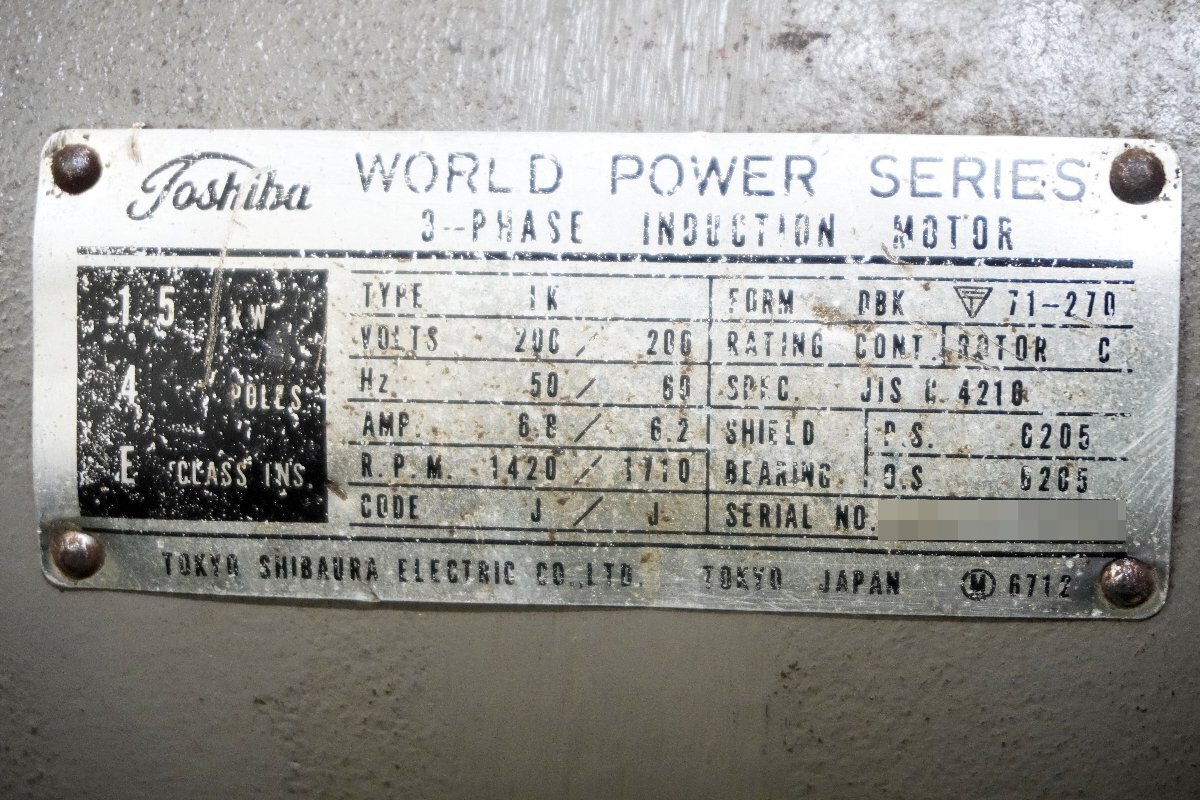 Toshiba WORLD POWER SERIES
3-PHASE INDUCTION MOTOR
1.5 KW
4 POLES
E CLASS INS.
TYPE IK
VOLTS 200 / 200
Hz. 50 / 60
AMP. 6.8 / 6.2
R.P.M. 1420 / 1710
CODE J / J
FORM DBK T 71-270
RATING CONT. ROTOR C
SPEC. JIS C 4210
SHIELD P.S. 6205
BEARING O.S 6205
SERIAL NO.
TOKYO SHIBAURA ELECTRIC CO.,LTD. TOKYO JAPAN M 6712